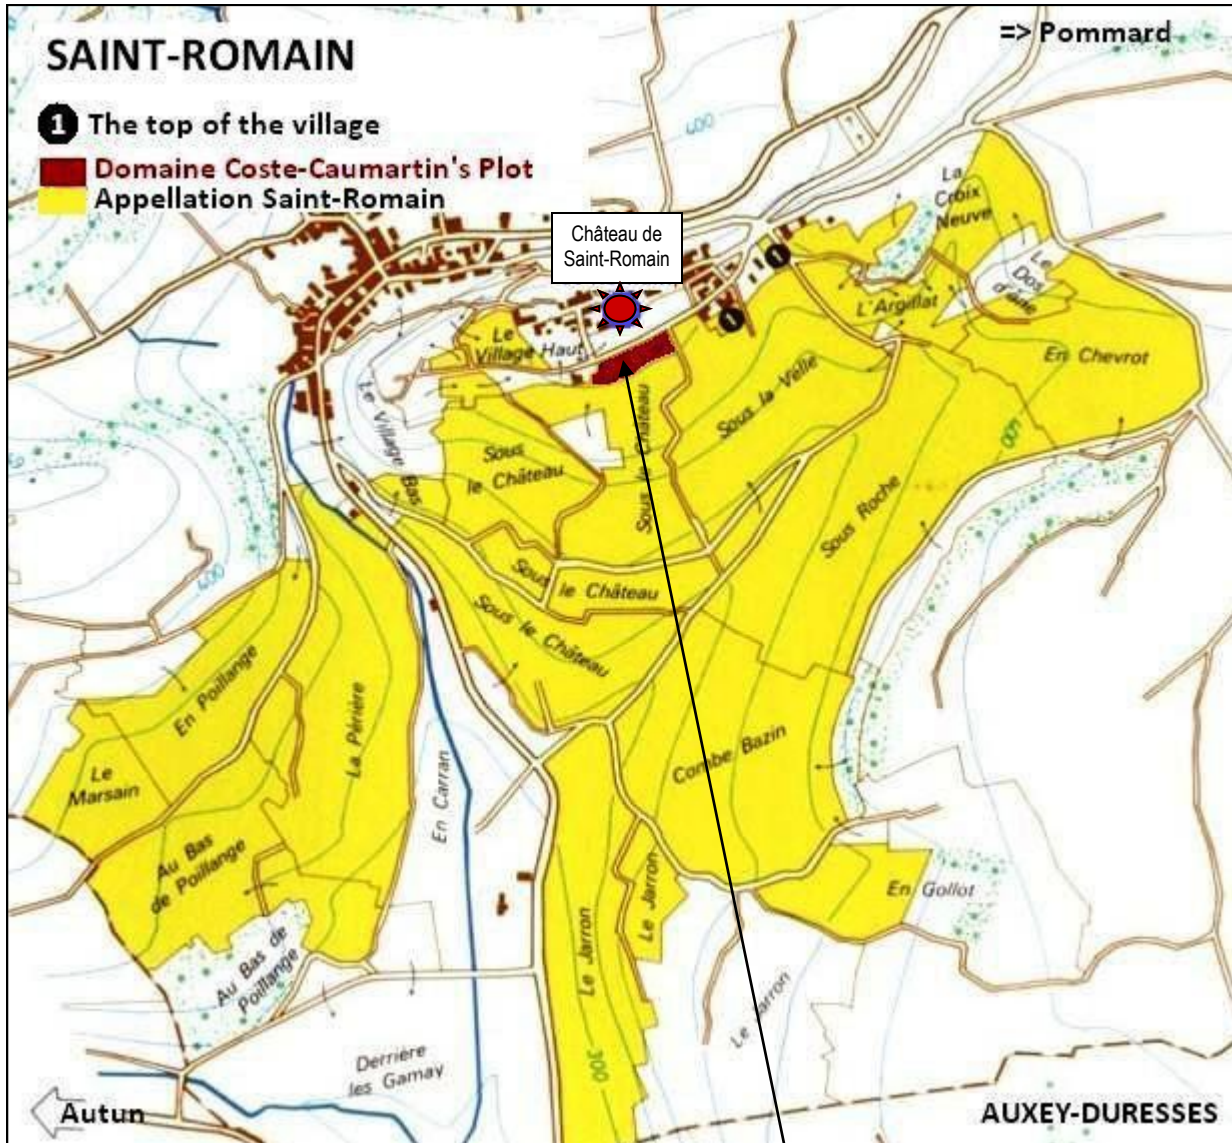 SAINT-ROMAIN
=> Pommard
1 The top of the village
Domaine Coste-Caumartin's Plot
Appellation Saint-Romain
400
La
Croix
Neuve
Château de
Saint-Romain
1
1
Le
Dos
d'âne
L'Argillat
En Chevrot
Le
Village Haut
Le Village Bas
Sous
le Château
Sous le Château
Sous la Velle
400
Sous Roche
Sous
le Château
Sous le Château
400
En Poillange
La Périère
Le
Marsain
En Carran
Combe Bazin
Au Bas
de Poillange
Le Jarron
En Gollot
Au Bas de
Poillange
Le Jarron
Le Jarron
300
Derrière
les Gamay
Autun
AUXEY-DURESSES